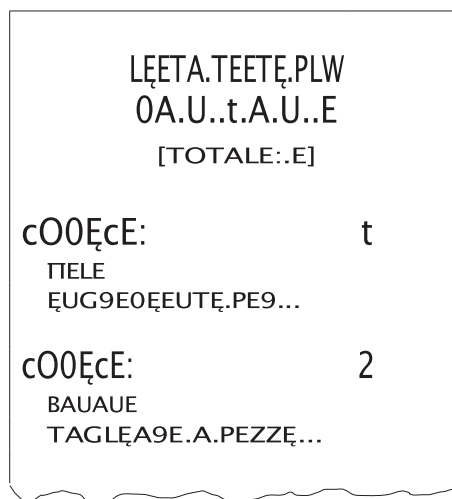 LĘETA.TEETĘ.PLW
0A.U..t.A.U..E
[TOTALE:.E]
cO0ĘcE: t
ΠELE
ĘUG9E0ĘEUTĘ.PE9...
cO0ĘcE: 2
BAUAUE
TAGLĘA9E.A.PEZZĘ...